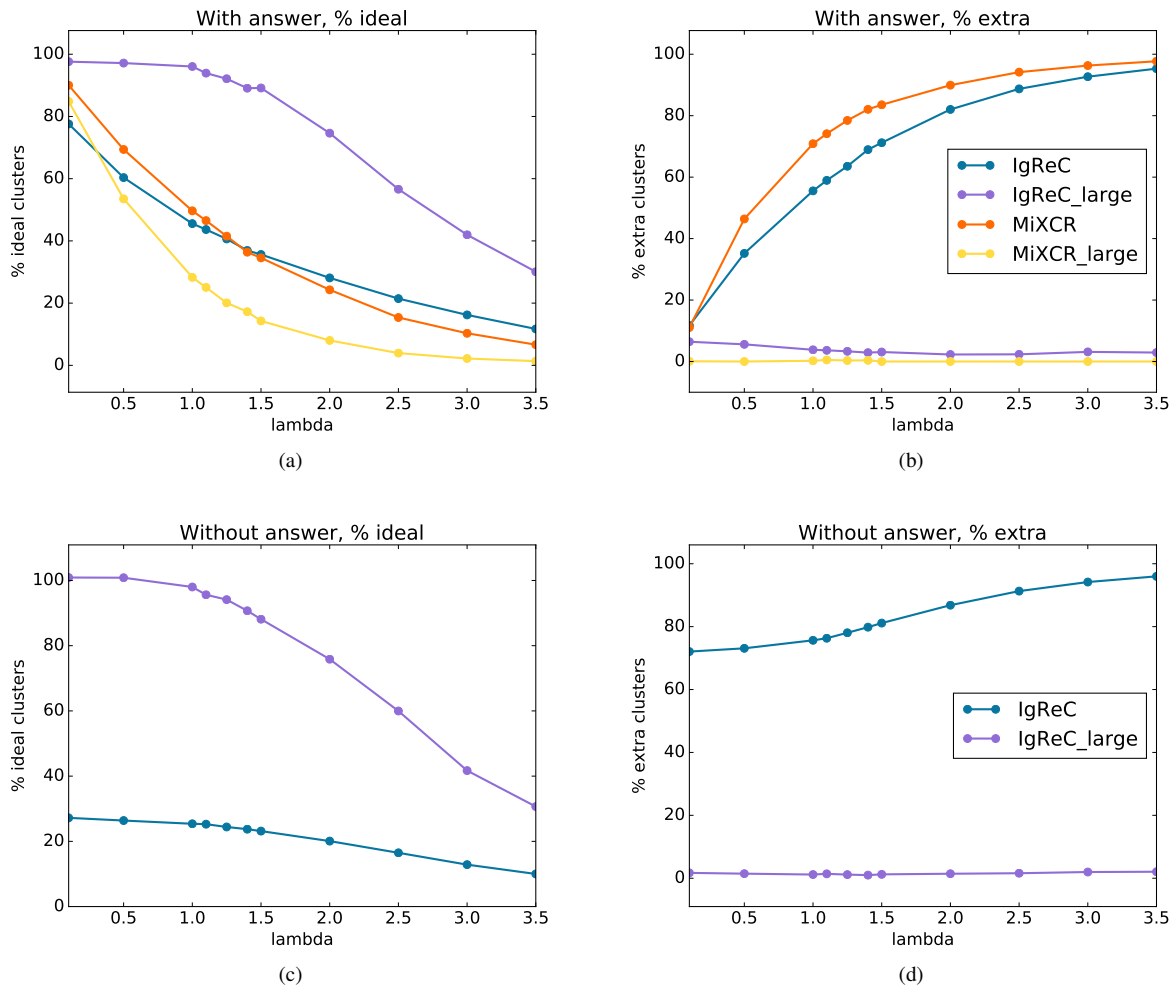 With answer, % ideal
% ideal clusters
100
80
60
40
20
0
0.5 1.0 1.5 2.0 2.5 3.0 3.5
lambda
(a)
With answer, % extra
% extra clusters
100
80
60
40
20
0
IgReC
IgReC_large
MiXCR
MiXCR_large
0.5 1.0 1.5 2.0 2.5 3.0 3.5
lambda
(b)
Without answer, % ideal
% ideal clusters
100
80
60
40
20
0
0.5 1.0 1.5 2.0 2.5 3.0 3.5
lambda
(c)
Without answer, % extra
% extra clusters
100
80
60
40
20
0
IgReC
IgReC_large
0.5 1.0 1.5 2.0 2.5 3.0 3.5
lambda
(d)